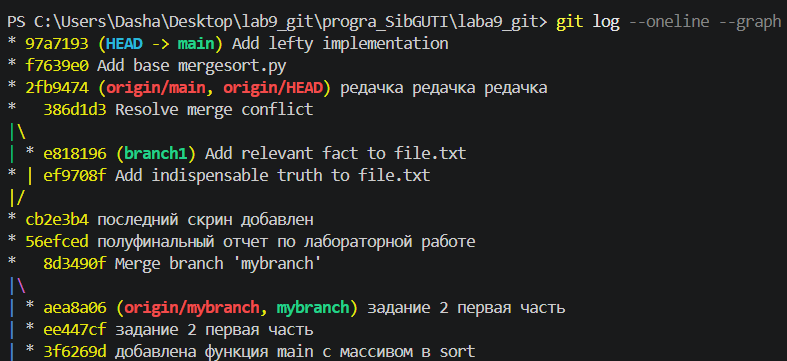 PS C:\Users\Dasha\Desktop\lab9_git\progra_SibGUTI\laba9_git> git log --oneline --graph
* 97a7193 (HEAD -> main) Add lefty implementation
* f7639e0 Add base mergesort.py
* 2fb9474 (origin/main, origin/HEAD) редачка редачка редачка
*   386d1d3 Resolve merge conflict
|\
| * e818196 (branch1) Add relevant fact to file.txt
* | ef9708f Add indispensable truth to file.txt
|/
* cb2e3b4 последний скрин добавлен
* 56efced полуфинальный отчет по лабораторной работе
*   8d3490f Merge branch 'mybranch'
|\
| * aea8a06 (origin/mybranch, mybranch) задание 2 первая часть
| * ee447cf задание 2 первая часть
| * 3f6269d добавлена функция main с массивом в sort